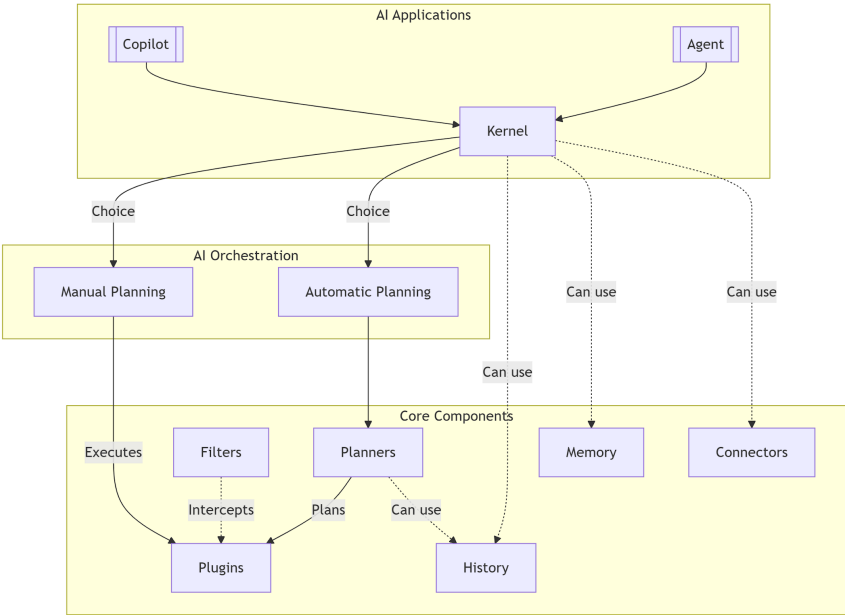 AI Applications
Copilot
Agent
Kernel
Choice
Choice
AI Orchestration
Manual Planning
Automatic Planning
Can use
Can use
Can use
Core Components
Executes
Filters
Planners
Memory
Connectors
Intercepts
Plans
Can use
Plugins
History